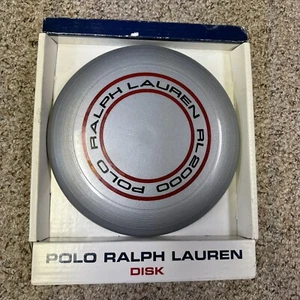 POLO RALPH LAUREN RL2000
POLO RALPH LAUREN
DISK